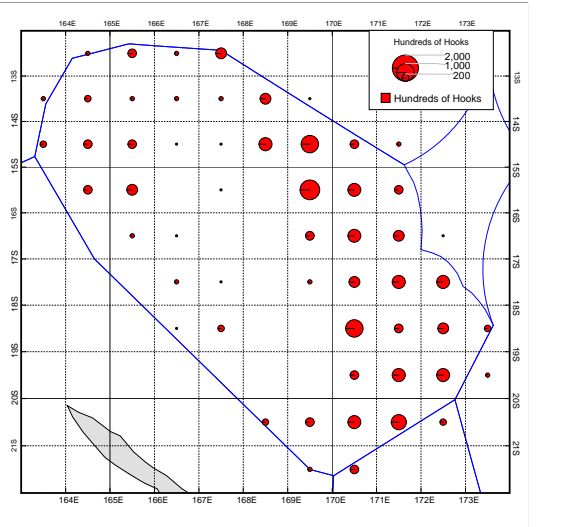 164E 165E 166E 167E 168E 169E 170E 171E 172E 173E
Hundreds of Hooks
2,000
1,000
200
Hundreds of Hooks
13S 13S
14S 14S
15S 15S
16S 16S
17S 17S
18S 18S
19S 19S
20S 20S
21S 21S
164E 165E 166E 167E 168E 169E 170E 171E 172E 173E